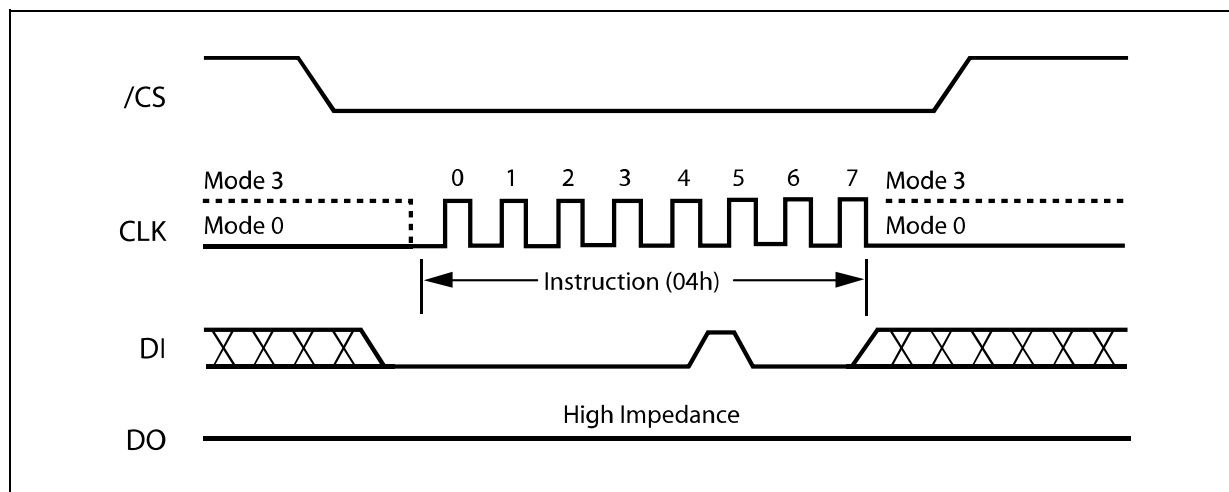 /CS
Mode 3
0 1 2 3 4 5 6 7
Mode 3
CLK
Mode 0
Mode 0
Instruction (04h)
DI
High Impedance
DO